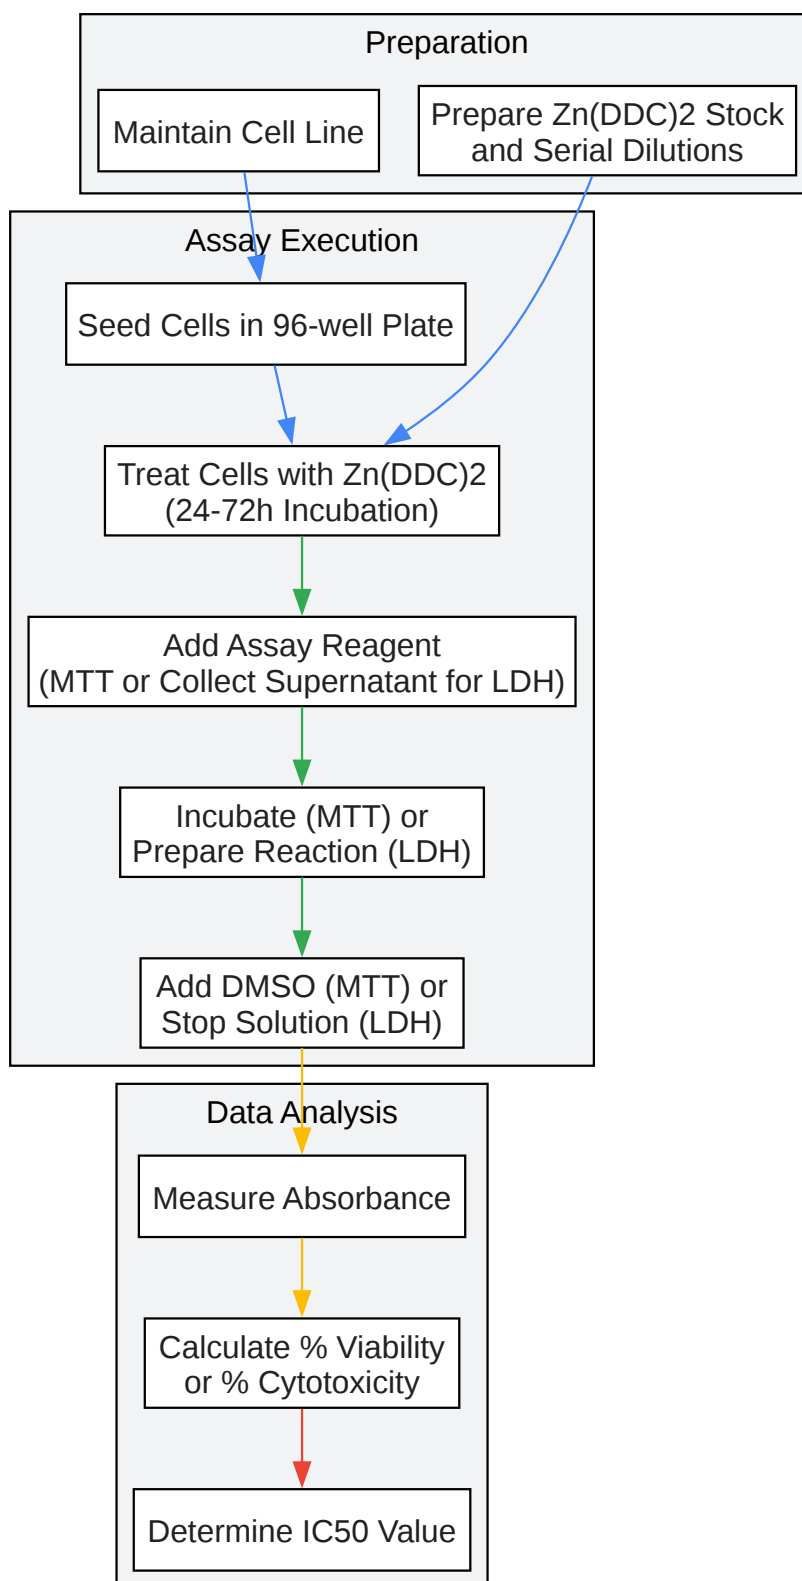 Preparation
Maintain Cell Line
Prepare Zn(DDC)2 Stock
and Serial Dilutions
Assay Execution
Seed Cells in 96-well Plate
Treat Cells with Zn(DDC)2
(24-72h Incubation)
Add Assay Reagent
(MTT or Collect Supernatant for LDH)
Incubate (MTT) or
Prepare Reaction (LDH)
Add DMSO (MTT) or
Stop Solution (LDH)
Data Analysis
Measure Absorbance
Calculate % Viability
or % Cytotoxicity
Determine IC50 Value